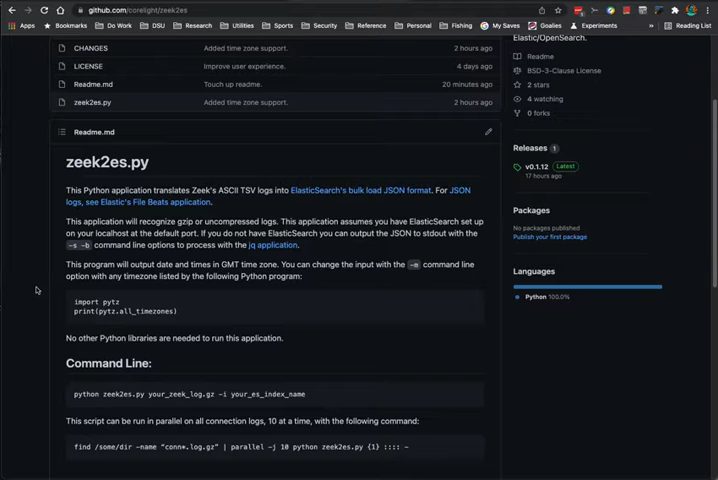 github.com/corelight/zeek2es
Apps
Bookmarks
Do Work
DSU
Research
Utilities
Sports
Security
Reference
Personal
Fishing
My Saves
Goalies
Experiments
»
Reading List
CHANGES Added time zone support. 2 hours ago
LICENSE Improve user experience. 4 days ago
Readme.md Touch up readme. 20 minutes ago
zeek2es.py Added time zone support. 2 hours ago
Readme.md
zeek2es.py
This Python application translates Zeek's ASCII TSV logs into ElasticSearch's bulk load JSON format. For JSON
logs, see Elastic's File Beats application.
This application will recognize gzip or uncompressed logs. This application assumes you have ElasticSearch set up
on your localhost at the default port. If you do not have ElasticSearch you can output the JSON to stdout with the
-s -b command line options to process with the jq application.
This program will output date and times in GMT time zone. You can change the input with the -m command line
option with any timezone listed by the following Python program:
import pytz
print(pytz.all_timezones)
No other Python libraries are needed to run this application.
Command Line:
python zeek2es.py your_zeek_log.gz -i your_es_index_name
This script can be run in parallel on all connection logs, 10 at a time, with the following command:
find /some/dir -name "conn*.log.gz" | parallel -j 10 python zeek2es.py {1} :::: -
Elastic/OpenSearch.
Readme
BSD-3-Clause License
2 stars
4 watching
0 forks
Releases 1
v0.1.12 Latest
17 hours ago
Packages
No packages published
Publish your first package
Languages
Python 100.0%